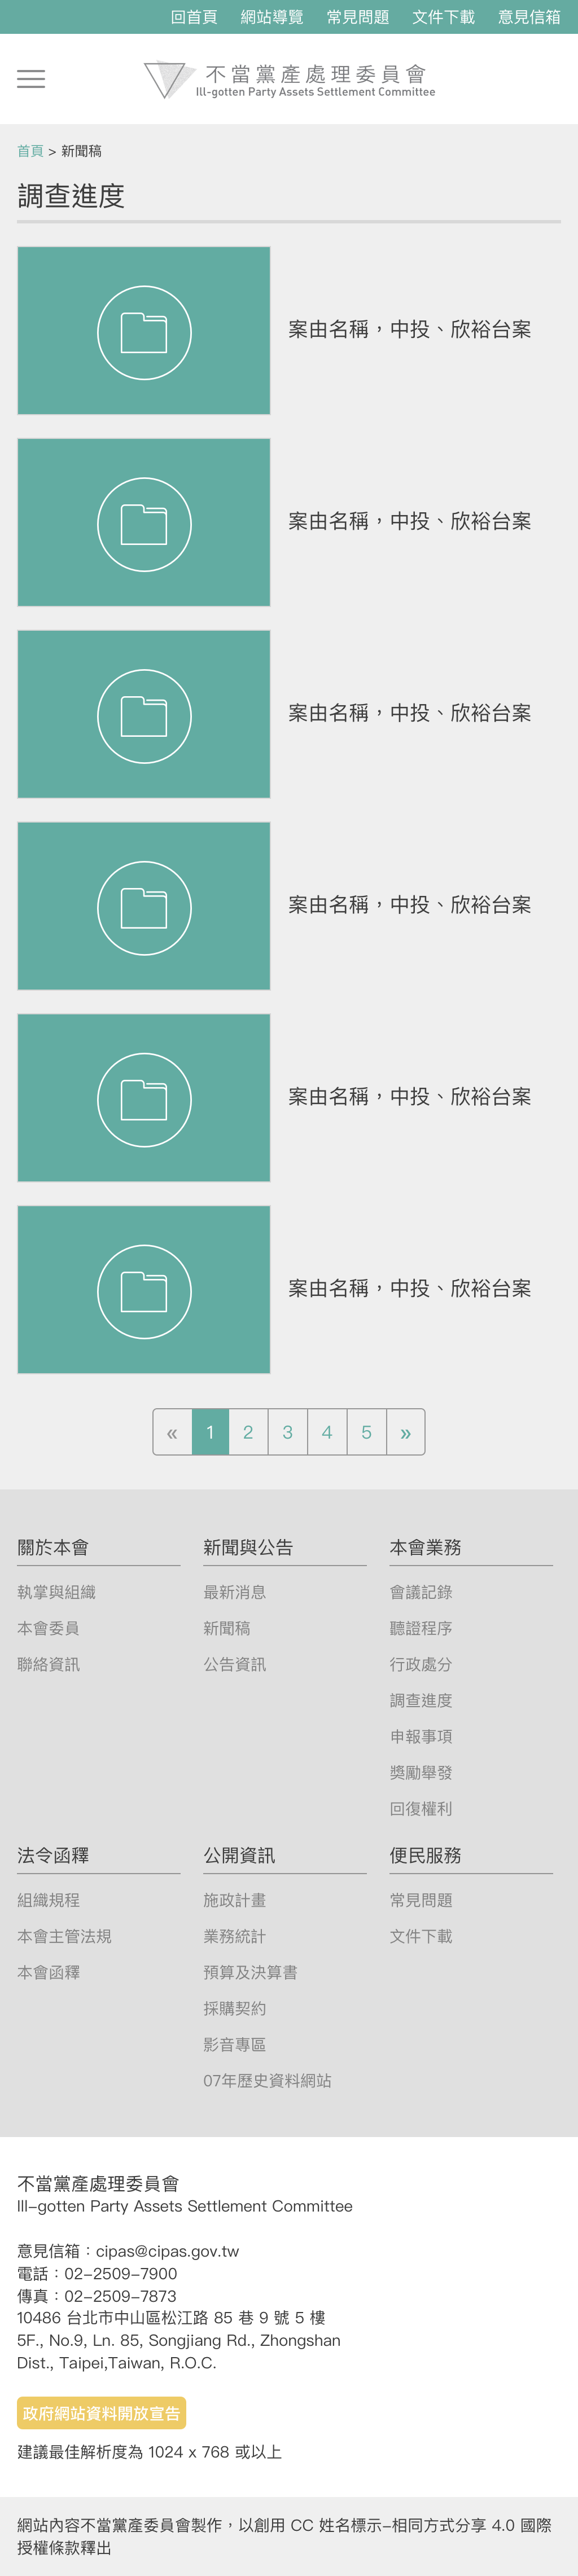 回首頁 網站導覽 常見問題 文件下載 意見信箱
不當黨產處理委員會
Ill-gotten Party Assets Settlement Committee
首頁 > 新聞稿
調查進度
案由名稱，中投、欣裕台案
案由名稱，中投、欣裕台案
案由名稱，中投、欣裕台案
案由名稱，中投、欣裕台案
案由名稱，中投、欣裕台案
案由名稱，中投、欣裕台案
« 1 2 3 4 5 »
關於本會
執掌與組織
本會委員
聯絡資訊
新聞與公告
最新消息
新聞稿
公告資訊
本會業務
會議記錄
聽證程序
行政處分
調查進度
申報事項
獎勵舉發
回復權利
法令函釋
組織規程
本會主管法規
本會函釋
公開資訊
施政計畫
業務統計
預算及決算書
採購契約
影音專區
07年歷史資料網站
便民服務
常見問題
文件下載
不當黨產處理委員會
Ill-gotten Party Assets Settlement Committee
意見信箱：cipas@cipas.gov.tw
電話：02-2509-7900
傳真：02-2509-7873
10486 台北市中山區松江路 85 巷 9 號 5 樓
5F., No.9, Ln. 85, Songjiang Rd., Zhongshan
Dist., Taipei,Taiwan, R.O.C.
政府網站資料開放宣告
建議最佳解析度為 1024 x 768 或以上
網站內容不當黨產委員會製作，以創用 CC 姓名標示-相同方式分享 4.0 國際
授權條款釋出